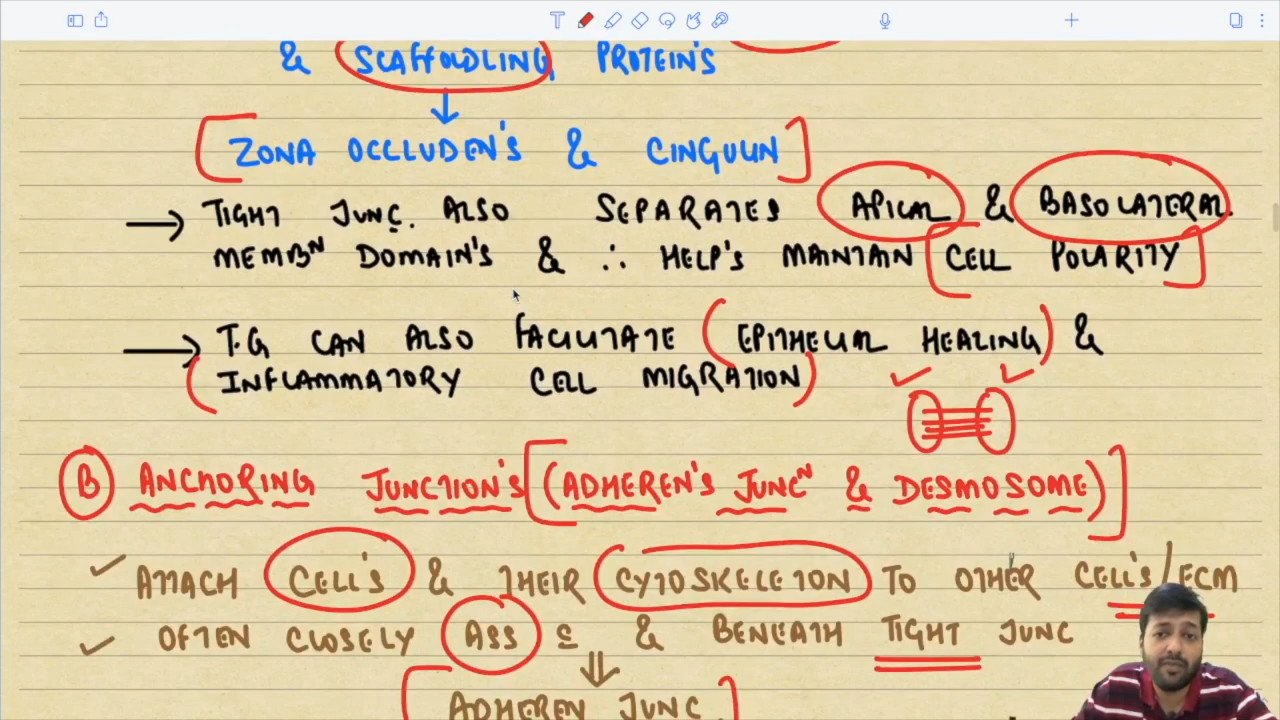 & SCAFFOLDLING PROTEIN'S
[ZONA OCCLUDEN'S & CINGULIN]
→ TIGHT JUNC. ALSO SEPARATES APICAL & BASOLATERAL
MEMBⁿ DOMAIN'S & ∴ HELP'S MAINTAIN [CELL POLARITY]
→ T.G CAN ALSO FACILITATE (EPITHELIAL HEALING) &
(INFLAMMATORY CELL MIGRATION)
B ANCHORING JUNCTION'S [(ADHEREN'S JUNCᴺ & DESMOSOME)]
ATTACH CELL'S & THEIR CYTOSKELETON TO OTHER CELL'S/ECM
OFTEN CLOSELY ASS c̄ & BENEATH TIGHT JUNC
[ADHEREN JUNC]